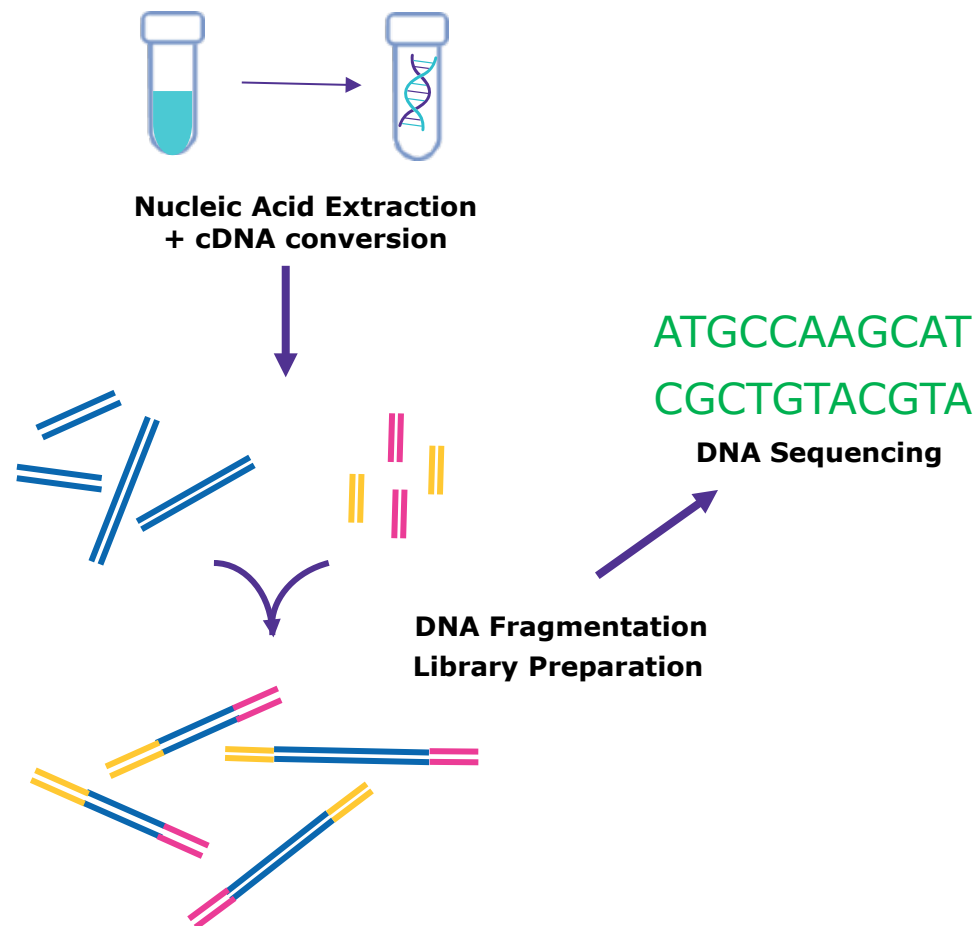 Nucleic Acid Extraction
+ cDNA conversion
ATGCCAAGCAT
CGCTGTACGTA
DNA Sequencing
DNA Fragmentation
Library Preparation